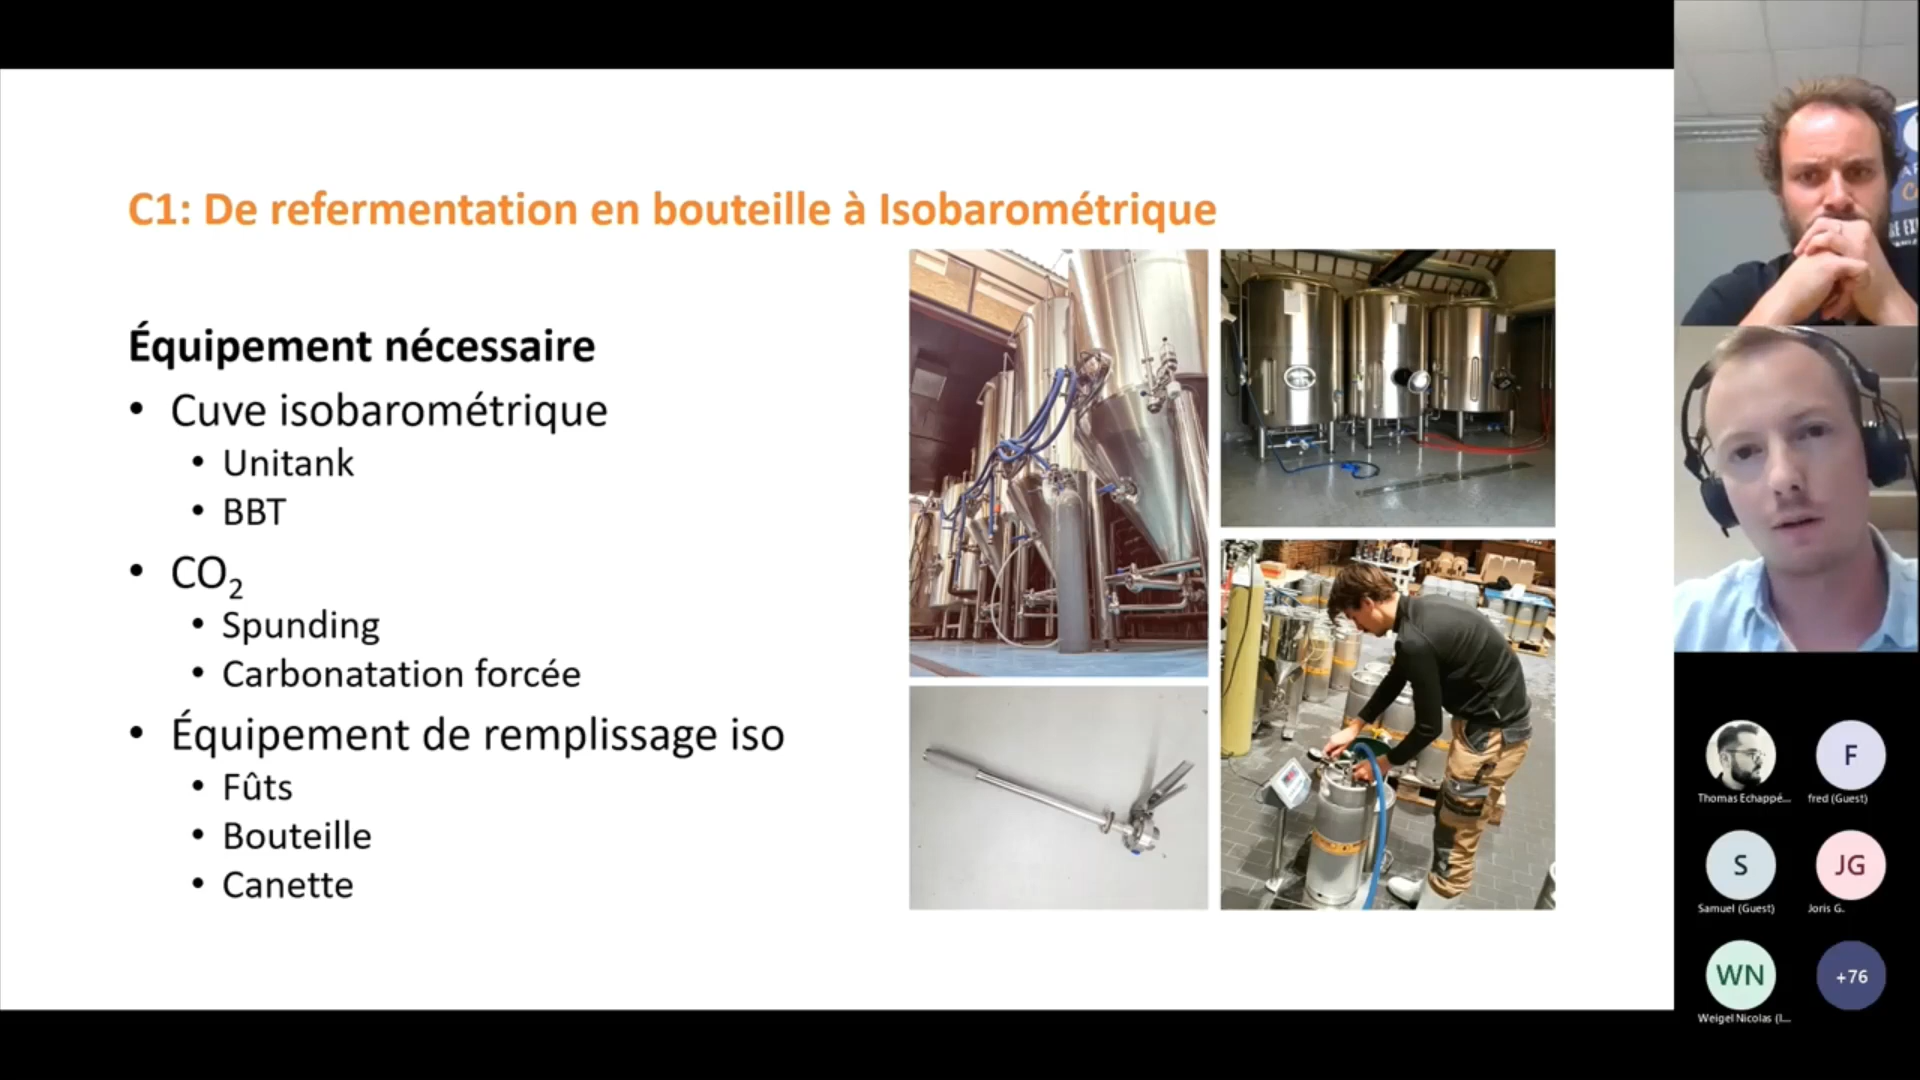 C1: De refermentation en bouteille à Isobarométrique
Équipement nécessaire
• Cuve isobarométrique
• Unitank
• BBT
• CO₂
• Spunding
• Carbonatation forcée
• Équipement de remplissage iso
• Fûts
• Bouteille
• Canette
Thomas Echappé...
F
fred (Guest)
S
Samuel (Guest)
JG
Joris G.
WN
Weigel Nicolas (I...
+76